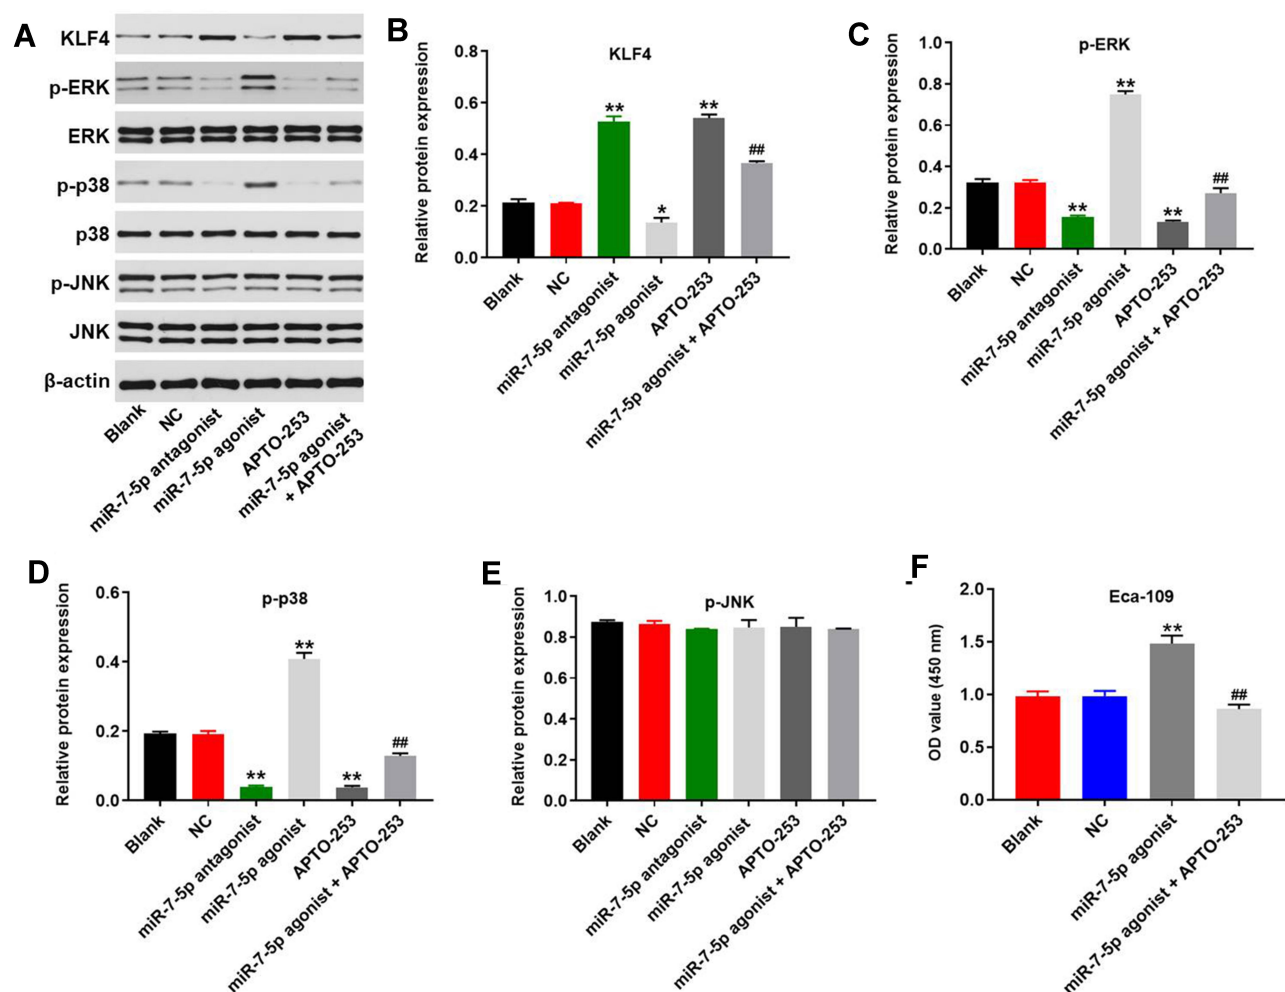 A
KLF4
p-ERK
ERK
p-p38
p38
p-JNK
JNK
β-actin
Blank
NC
miR-7-5p antagonist
miR-7-5p agonist
APTO-253
miR-7-5p agonist
+ APTO-253
B
KLF4
Relative protein expression
0.8
0.6
0.4
0.2
0.0
**
*
**
##
Blank
NC
miR-7-5p antagonist
miR-7-5p agonist
APTO-253
miR-7-5p agonist + APTO-253
C
p-ERK
Relative protein expression
1.0
0.8
0.6
0.4
0.2
0.0
**
**
**
##
Blank
NC
miR-7-5p antagonist
miR-7-5p agonist
APTO-253
miR-7-5p agonist + APTO-253
D
p-p38
Relative protein expression
0.6
0.4
0.2
0.0
**
**
**
##
Blank
NC
miR-7-5p antagonist
miR-7-5p agonist
APTO-253
miR-7-5p agonist + APTO-253
E
p-JNK
Relative protein expression
1.0
0.8
0.6
0.4
0.2
0.0
Blank
NC
miR-7-5p antagonist
miR-7-5p agonist
APTO-253
miR-7-5p agonist + APTO-253
F
Eca-109
OD value (450 nm)
2.0
1.5
1.0
0.5
0.0
**
##
Blank
NC
miR-7-5p agonist
miR-7-5p agonist + APTO-253